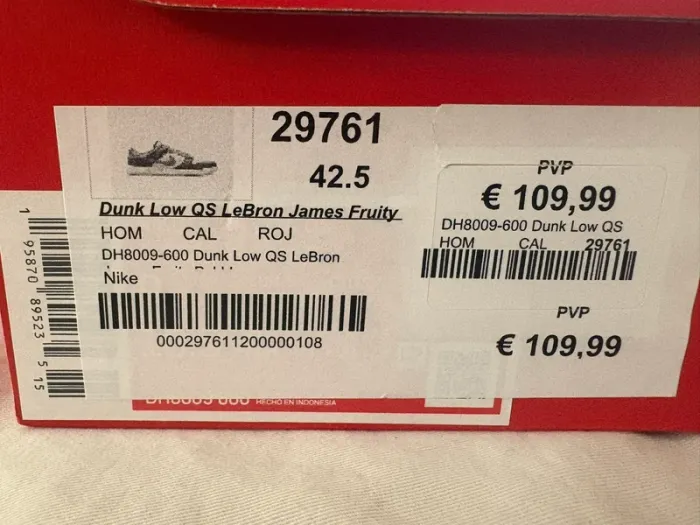 29761
42.5
Dunk Low QS LeBron James Fruity
HOM CAL ROJ
DH8009-600 Dunk Low QS LeBron
Nike
000297611200000108
PVP
€ 109,99
DH8009-600 Dunk Low QS
HOM CAL 29761
PVP
€ 109,99
1 95870 89523 5 15
DH8009 600 HECHO EN INDONESIA